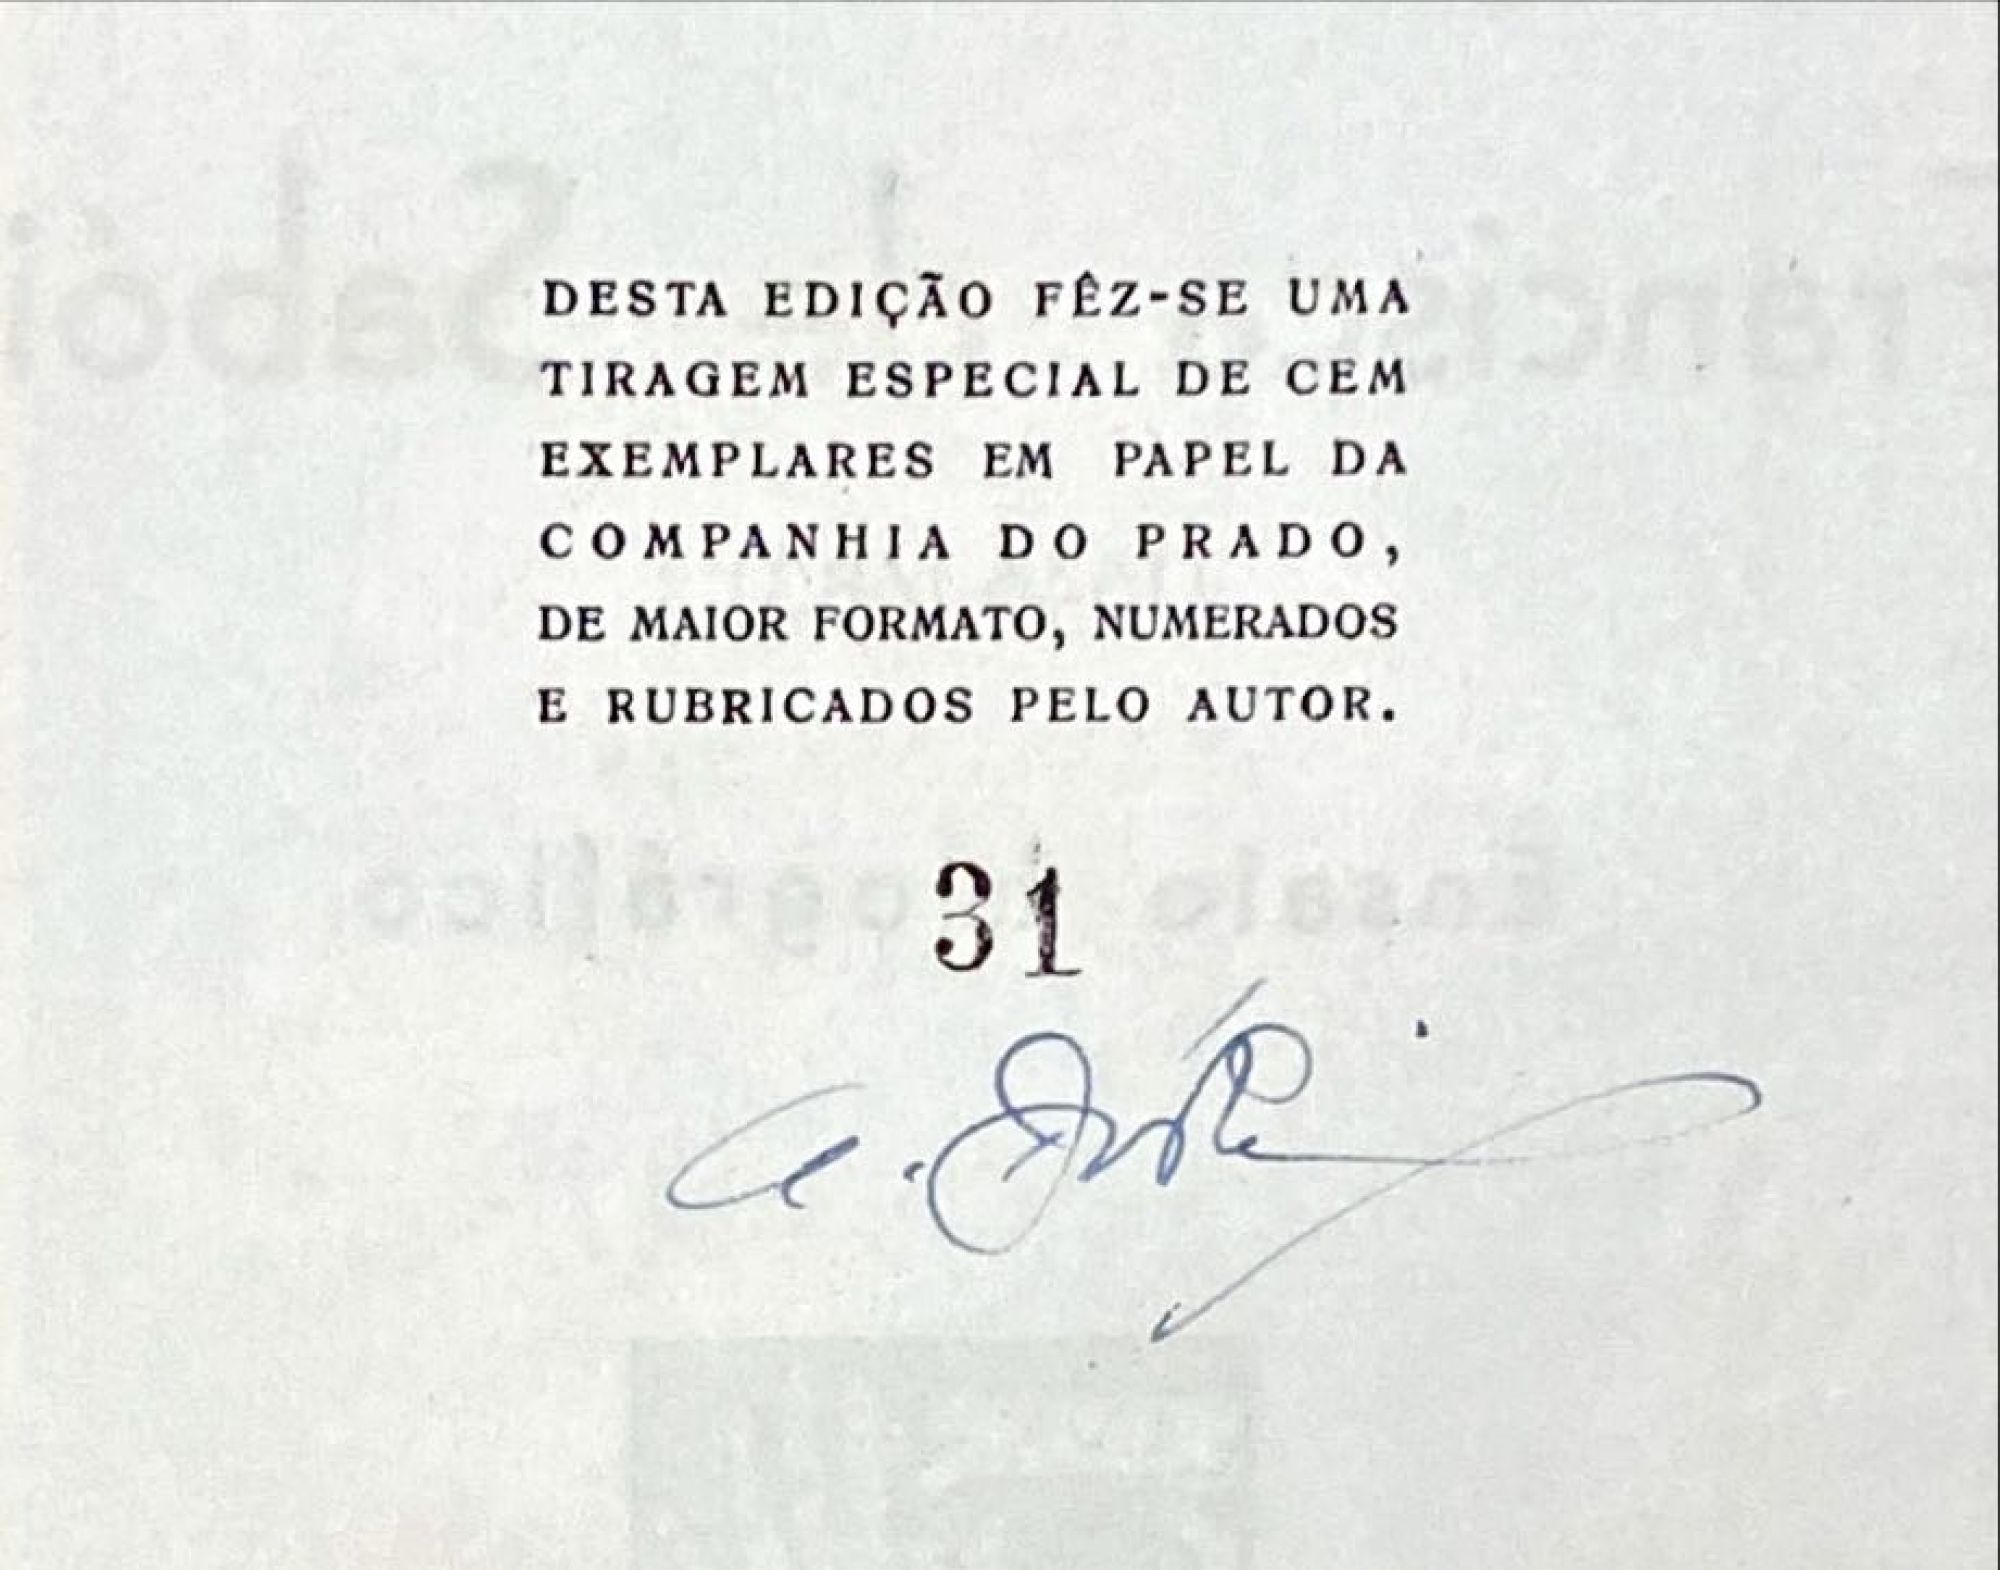 DESTA EDIÇÃO FÊZ-SE UMA
TIRAGEM ESPECIAL DE CEM
EXEMPLARES EM PAPEL DA
COMPANHIA DO PRADO,
DE MAIOR FORMATO, NUMERADOS
E RUBRICADOS PELO AUTOR.
31